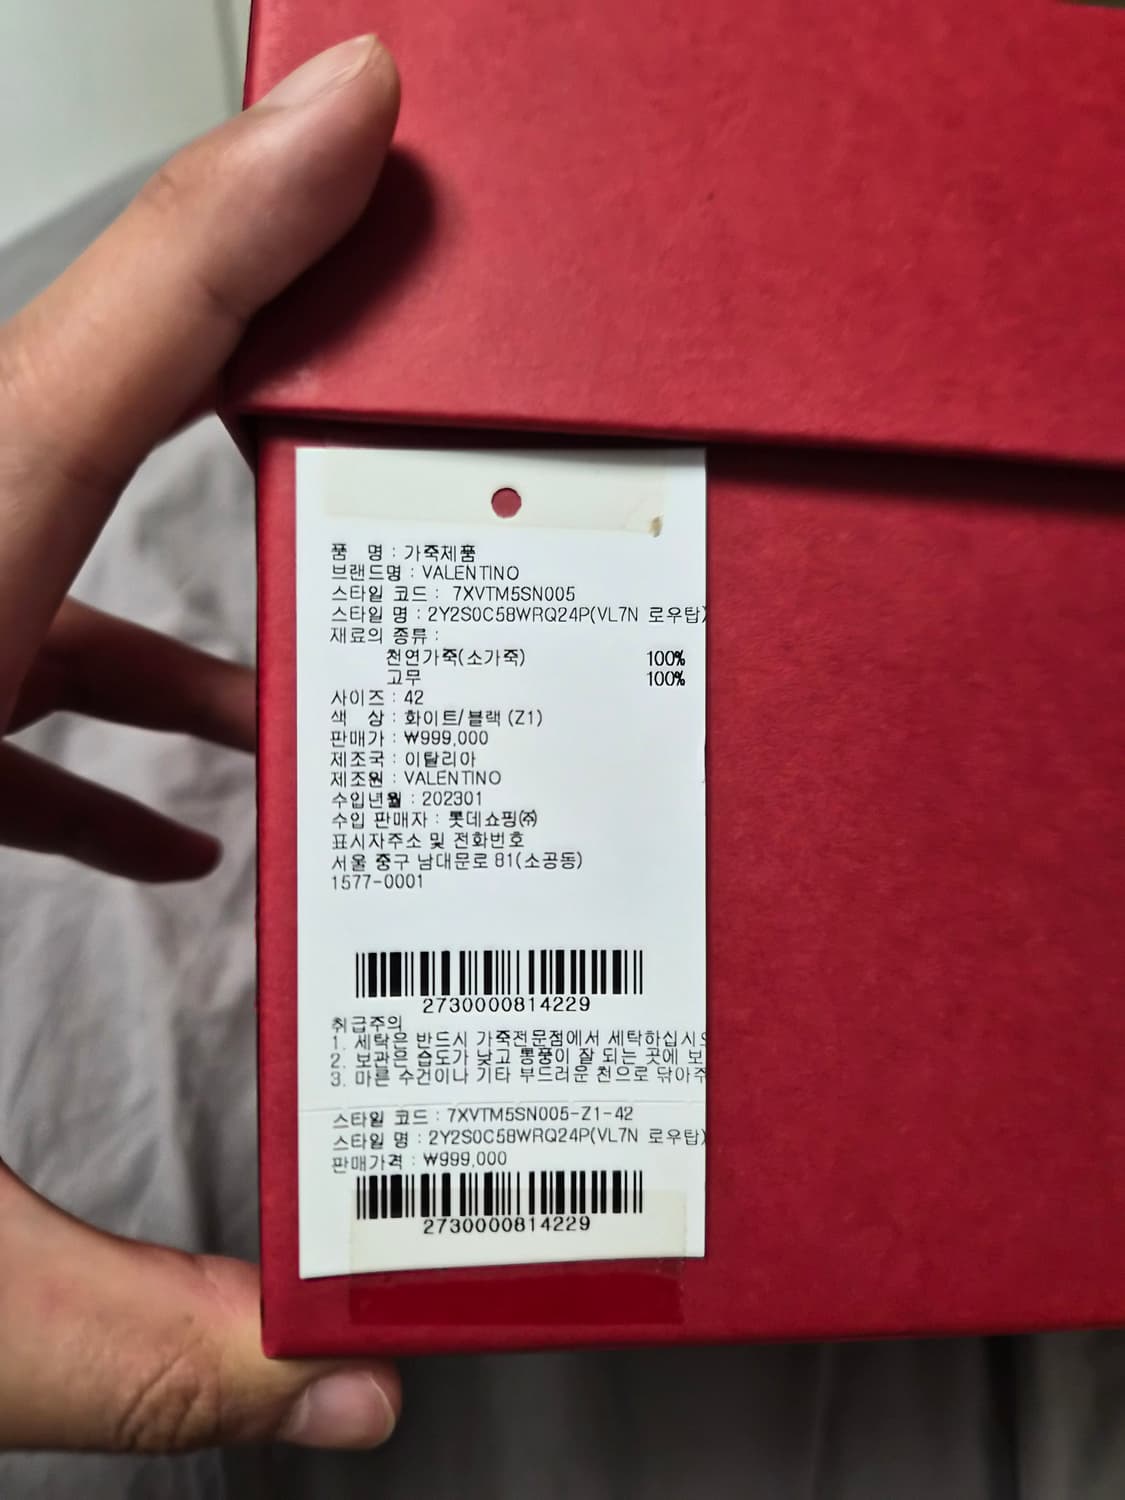 품 명 : 가죽제품
브랜드명 : VALENTINO
스타일 코드 : 7XVTM5SN005
스타일 명 : 2Y2S0C58WRQ24P(VL7N 로우탑)
재료의 종류 :
천연가죽(소가죽) 100%
고무 100%
사이즈 : 42
색 상 : 화이트/블랙 (Z1)
판매가 : ₩999,000
제조국 : 이탈리아
제조원 : VALENTINO
수입년월 : 202301
수입 판매자 : 롯데쇼핑㈜
표시자주소 및 전화번호
서울 중구 남대문로 81(소공동)
1577-0001
2730000814229
취급주의
1. 세탁은 반드시 가죽전문점에서 세탁하십시
2. 보관은 습도가 낮고 통풍이 잘 되는 곳에 보
3. 마른 수건이나 기타 부드러운 천으로 닦아주
스타일 코드 : 7XVTM5SN005-Z1-42
스타일 명 : 2Y2S0C58WRQ24P(VL7N 로우탑)
판매가격 : ₩999,000
2730000814229